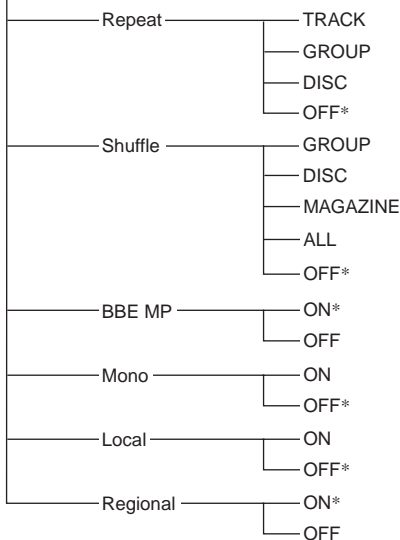 Repeat TRACK
GROUP
DISC
OFF*
Shuffle GROUP
DISC
MAGAZINE
ALL
OFF*
BBE MP ON*
OFF
Mono ON
OFF*
Local ON
OFF*
Regional ON*
OFF